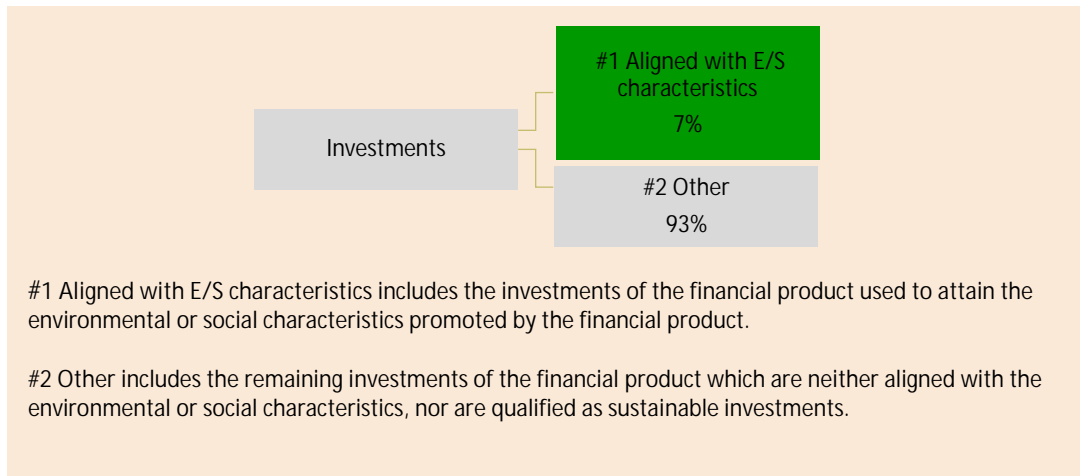 #1 Aligned with E/S
characteristics
7%
Investments
#2 Other
93%
#1 Aligned with E/S characteristics includes the investments of the financial product used to attain the
environmental or social characteristics promoted by the financial product.
#2 Other includes the remaining investments of the financial product which are neither aligned with the
environmental or social characteristics, nor are qualified as sustainable investments.